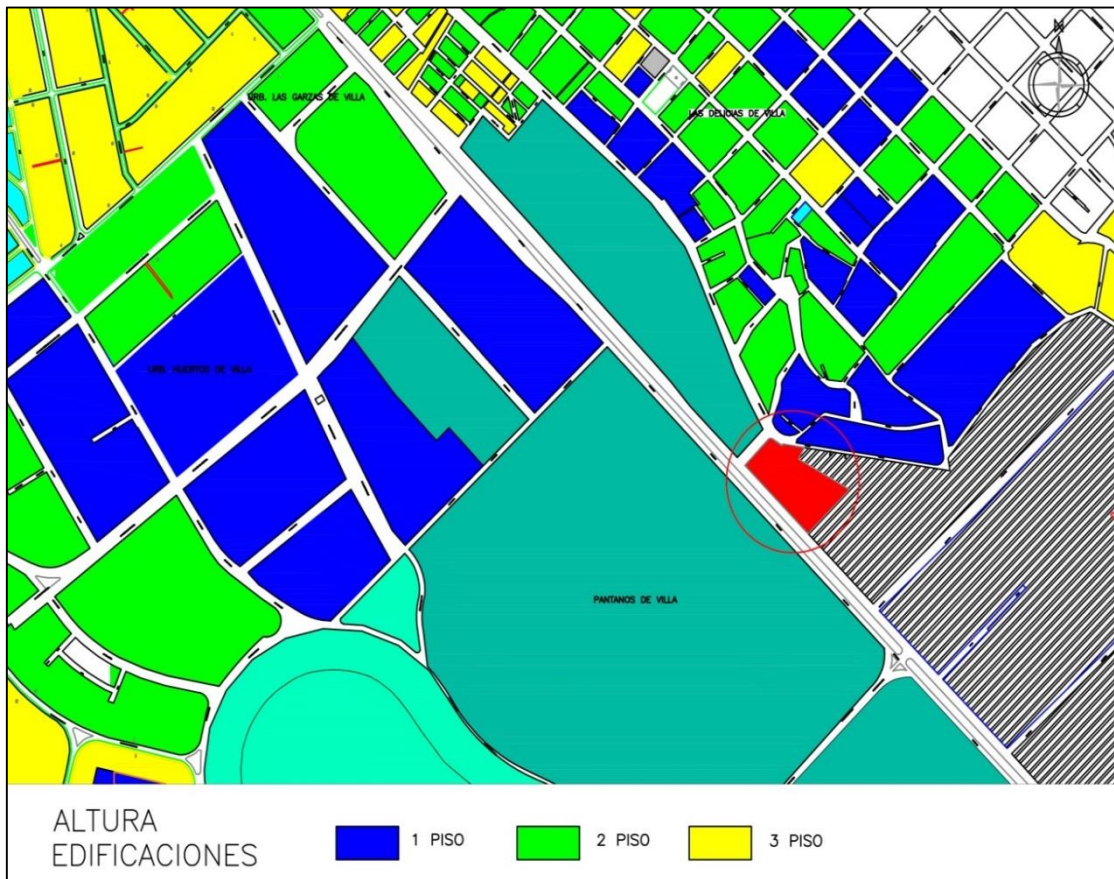 N
URB. LAS GARZAS DE VILLA
LAS DELICIAS DE VILLA
URB. HUERTOS DE VILLA
PANTANOS DE VILLA
ALTURA
EDIFICACIONES
1 PISO
2 PISO
3 PISO